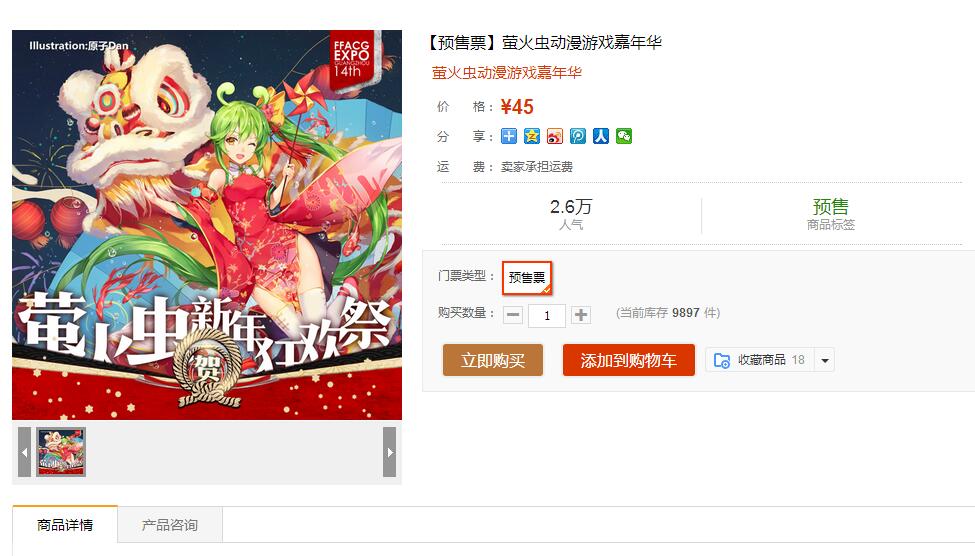 Illustration:原子Dan
FFACG
EXPO
GUANGZHOU
14th
萤火虫新年狂欢祭
贺
【预售票】萤火虫动漫游戏嘉年华
萤火虫动漫游戏嘉年华
价 格： ¥45
分 享：
运 费： 卖家承担运费
2.6万
人气
预售
商品标签
门票类型： 预售票
购买数量： 1 (当前库存 9897 件)
立即购买 添加到购物车 收藏商品 18
商品详情 产品咨询